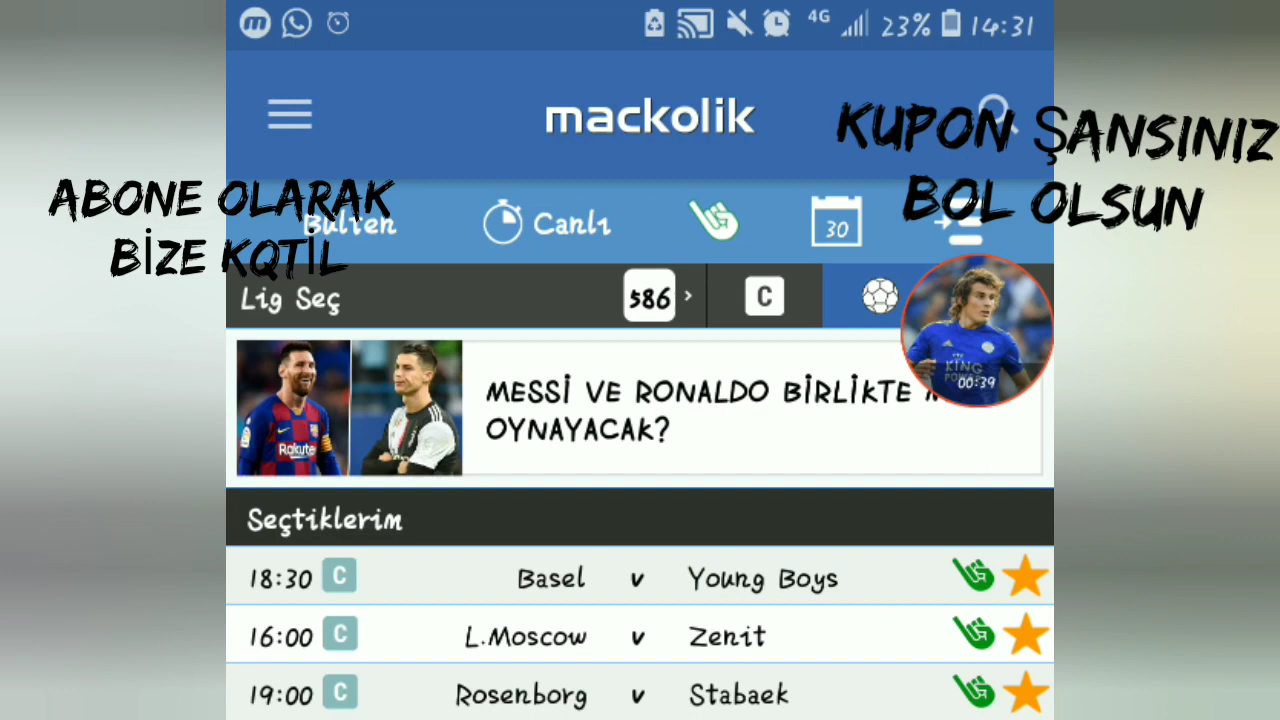 23% 14:31
4G
mackolik
KUPON ŞANSINIZ
BOL OLSUN
ABONE OLARAK
BİZE KQTİL
Bülten
Canlı
30
Lig Seç
586 >
C
KING
00:39
MESSİ VE RONALDO BİRLİKTE
OYNAYACAK?
Rakuten
Seçtiklerim
18:30 C Basel v Young Boys
16:00 C L.Moscow v Zenit
19:00 C Rosenborg v Stabaek